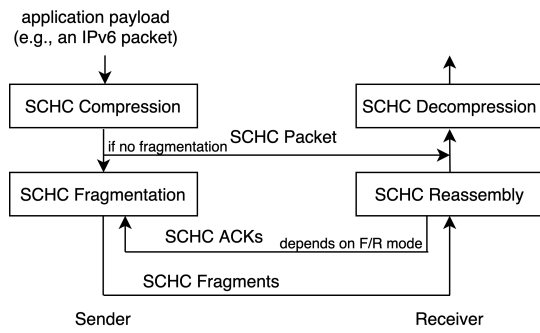 application payload
(e.g., an IPv6 packet)
SCHC Compression
SCHC Decompression
SCHC Packet
if no fragmentation
SCHC Fragmentation
SCHC Reassembly
SCHC ACKs
depends on F/R mode
SCHC Fragments
Sender
Receiver